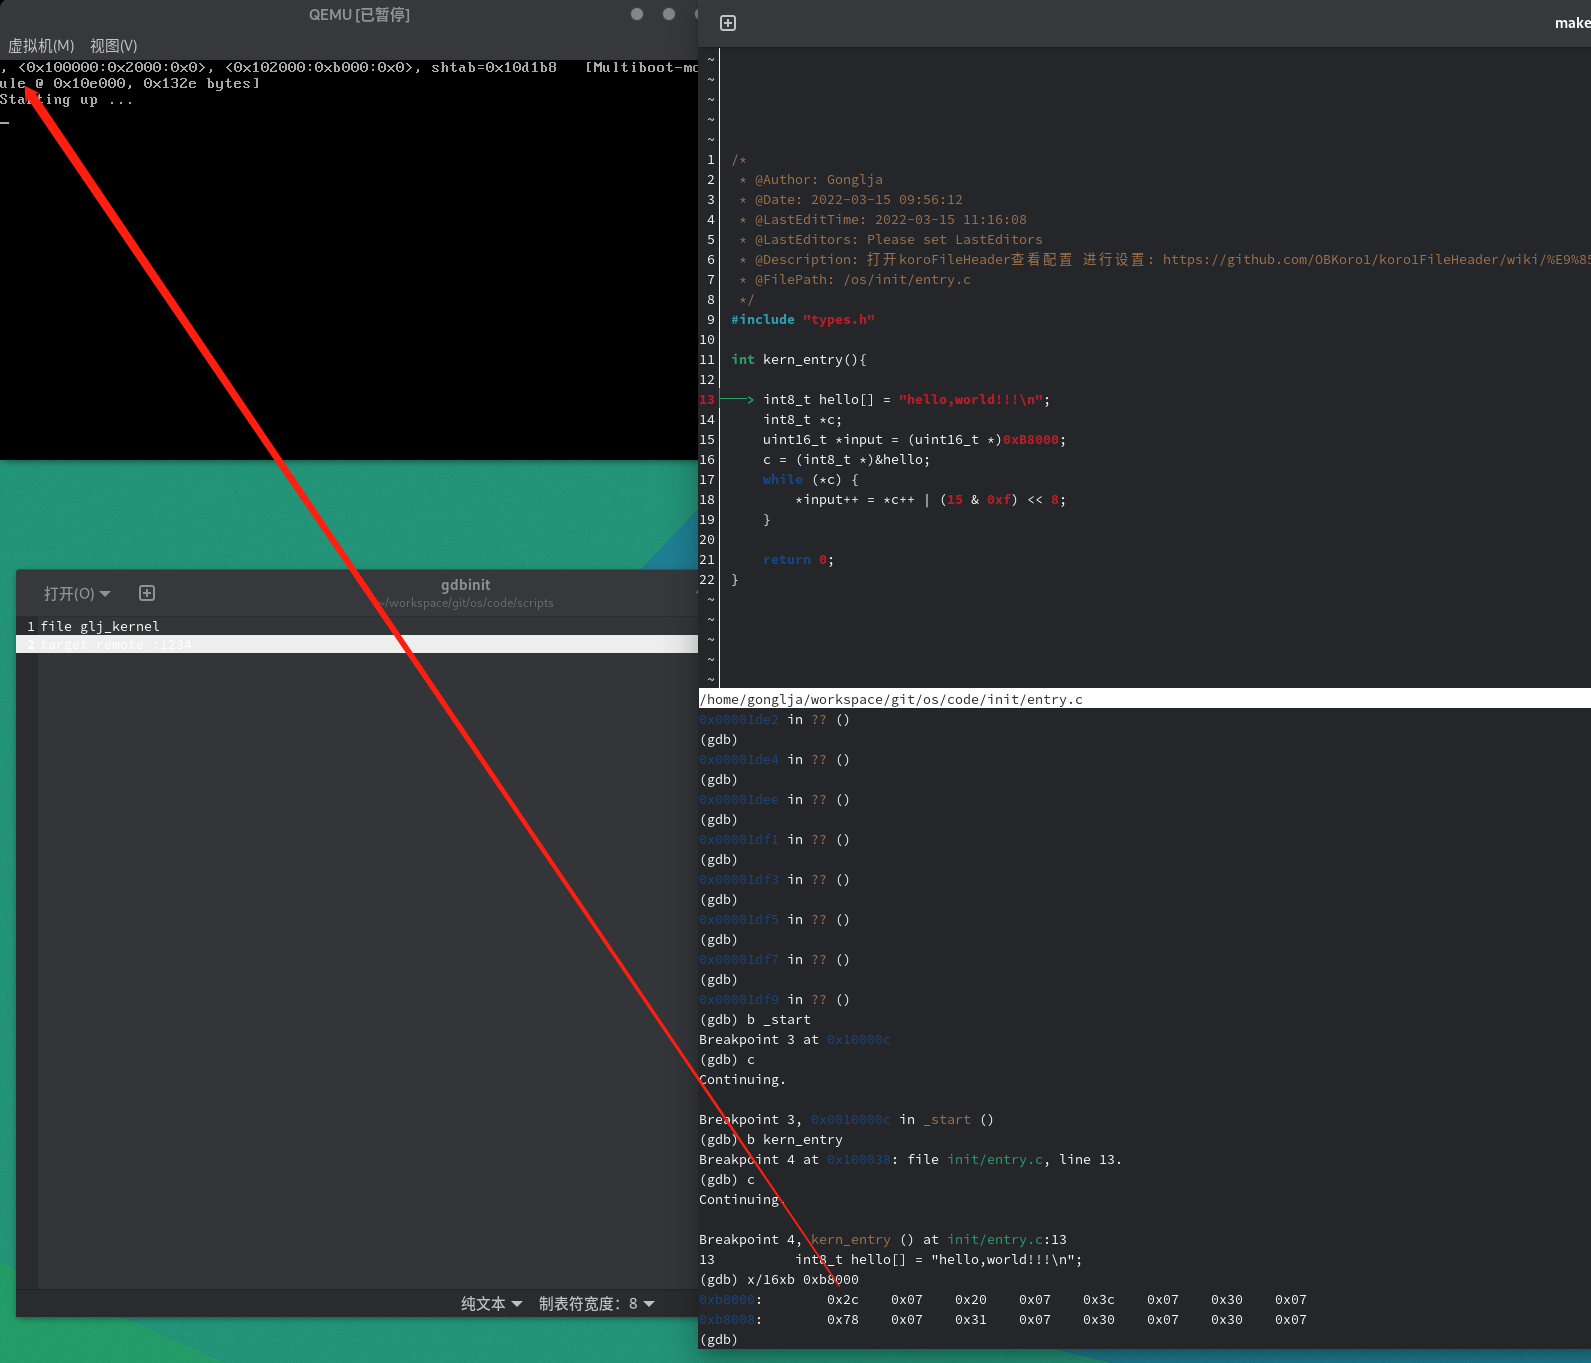 QEMU [已暂停]
虚拟机(M) 视图(V)
, <0x100000:0x2000:0x0>, <0x102000:0xb000:0x0>, shtab=0x10d1b8 [Multiboot-mo
ule @ 0x10e000, 0x132e bytes]
Starting up ...
打开(O)
gdbinit
~/workspace/git/os/code/scripts
1 file glj_kernel
2 target remote :1234
纯文本 制表符宽度：8
make
~
~
~
~
~
1 /*
2 * @Author: Gonglja
3 * @Date: 2022-03-15 09:56:12
4 * @LastEditTime: 2022-03-15 11:16:08
5 * @LastEditors: Please set LastEditors
6 * @Description: 打开koroFileHeader查看配置 进行设置: https://github.com/OBKoro1/koro1FileHeader/wiki/%E9%85
7 * @FilePath: /os/init/entry.c
8 */
9 #include "types.h"
10
11 int kern_entry(){
12
13 ──> int8_t hello[] = "hello,world!!!\n";
14 int8_t *c;
15 uint16_t *input = (uint16_t *)0xB8000;
16 c = (int8_t *)&hello;
17 while (*c) {
18 *input++ = *c++ | (15 & 0xf) << 8;
19 }
20
21 return 0;
22 }
~
~
~
~
~
/home/gonglja/workspace/git/os/code/init/entry.c
0x00001de2 in ?? ()
(gdb)
0x00001de4 in ?? ()
(gdb)
0x00001dee in ?? ()
(gdb)
0x00001df1 in ?? ()
(gdb)
0x00001df3 in ?? ()
(gdb)
0x00001df5 in ?? ()
(gdb)
0x00001df7 in ?? ()
(gdb)
0x00001df9 in ?? ()
(gdb) b _start
Breakpoint 3 at 0x10000c
(gdb) c
Continuing.
Breakpoint 3, 0x0010000c in _start ()
(gdb) b kern_entry
Breakpoint 4 at 0x100038: file init/entry.c, line 13.
(gdb) c
Continuing.
Breakpoint 4, kern_entry () at init/entry.c:13
13 int8_t hello[] = "hello,world!!!\n";
(gdb) x/16xb 0xb8000
0xb8000: 0x2c 0x07 0x20 0x07 0x3c 0x07 0x30 0x07
0xb8008: 0x78 0x07 0x31 0x07 0x30 0x07 0x30 0x07
(gdb)